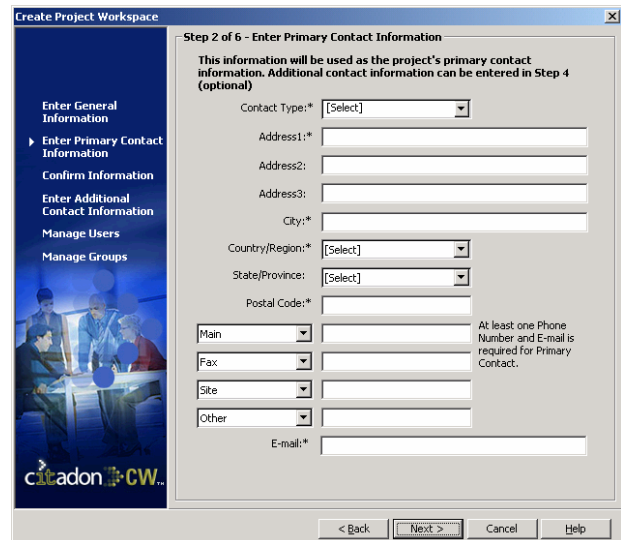 Create Project Workspace
Enter General
Information
Enter Primary Contact
Information
Confirm Information
Enter Additional
Contact Information
Manage Users
Manage Groups
citadon CW™
Step 2 of 6 - Enter Primary Contact Information
This information will be used as the project's primary contact
information. Additional contact information can be entered in Step 4
(optional)
Contact Type:* [Select]
Address1:*
Address2:
Address3:
City:*
Country/Region:* [Select]
State/Province: [Select]
Postal Code:*
Main
Fax
Site
Other
At least one Phone
Number and E-mail is
required for Primary
Contact.
E-mail:*
< Back Next > Cancel Help